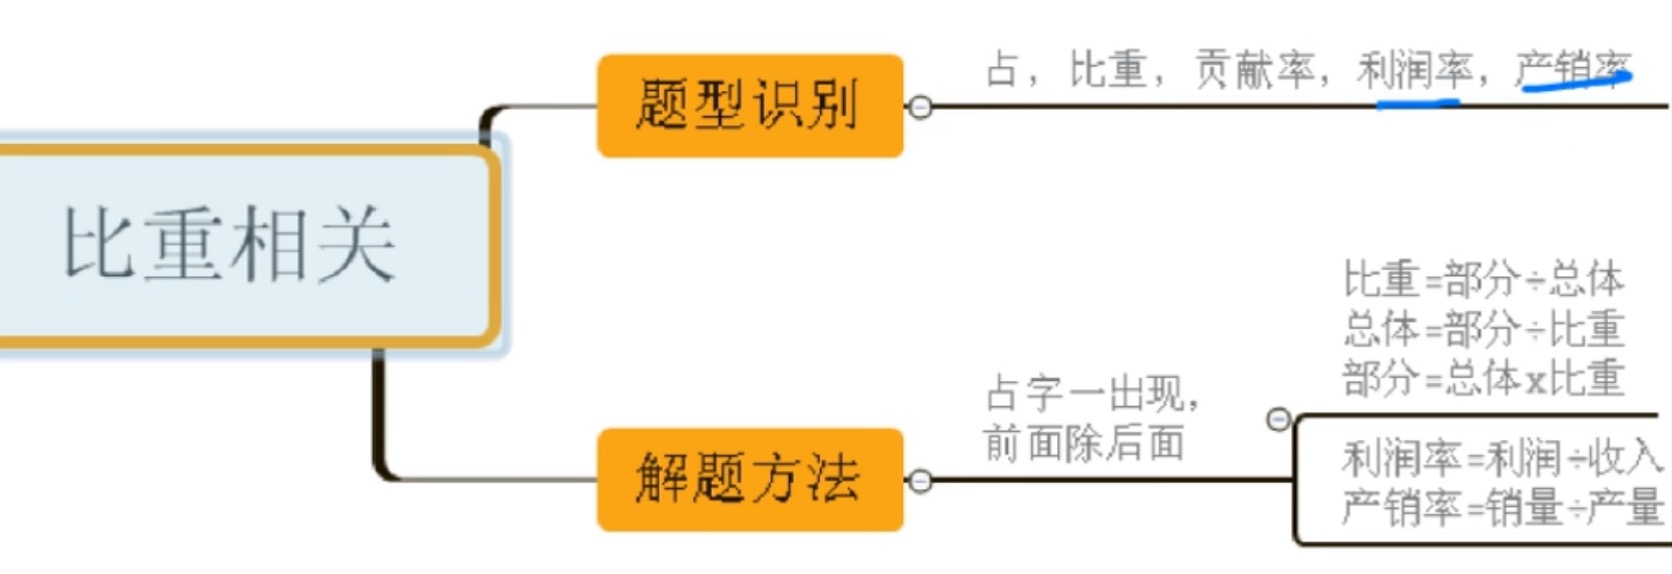 比重相关
题型识别
占，比重，贡献率，利润率，产销率
解题方法
占字一出现，
前面除后面
比重=部分÷总体
总体=部分÷比重
部分=总体x比重
利润率=利润÷收入
产销率=销量÷产量